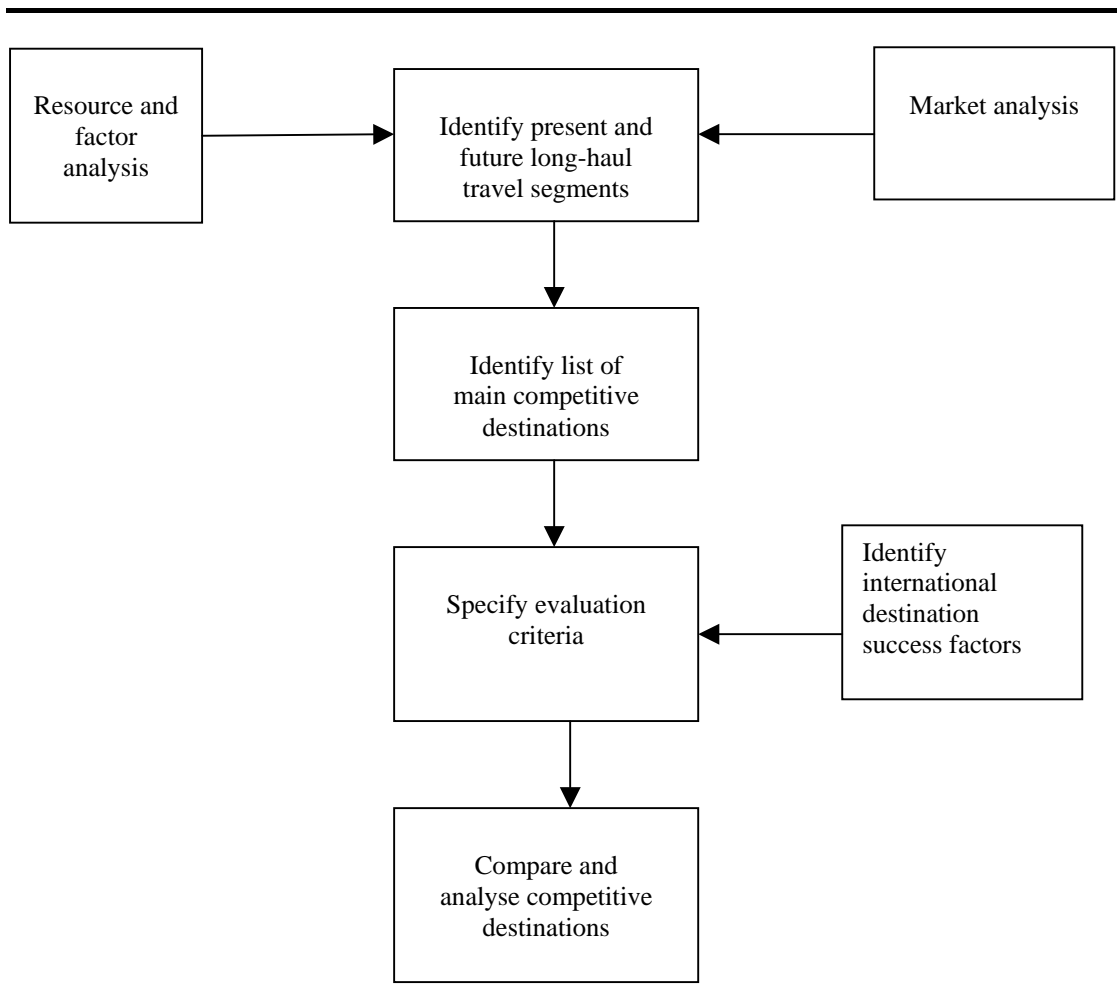 Resource and
factor
analysis
Identify present and
future long-haul
travel segments
Market analysis
Identify list of
main competitive
destinations
Specify evaluation
criteria
Identify
international
destination
success factors
Compare and
analyse competitive
destinations